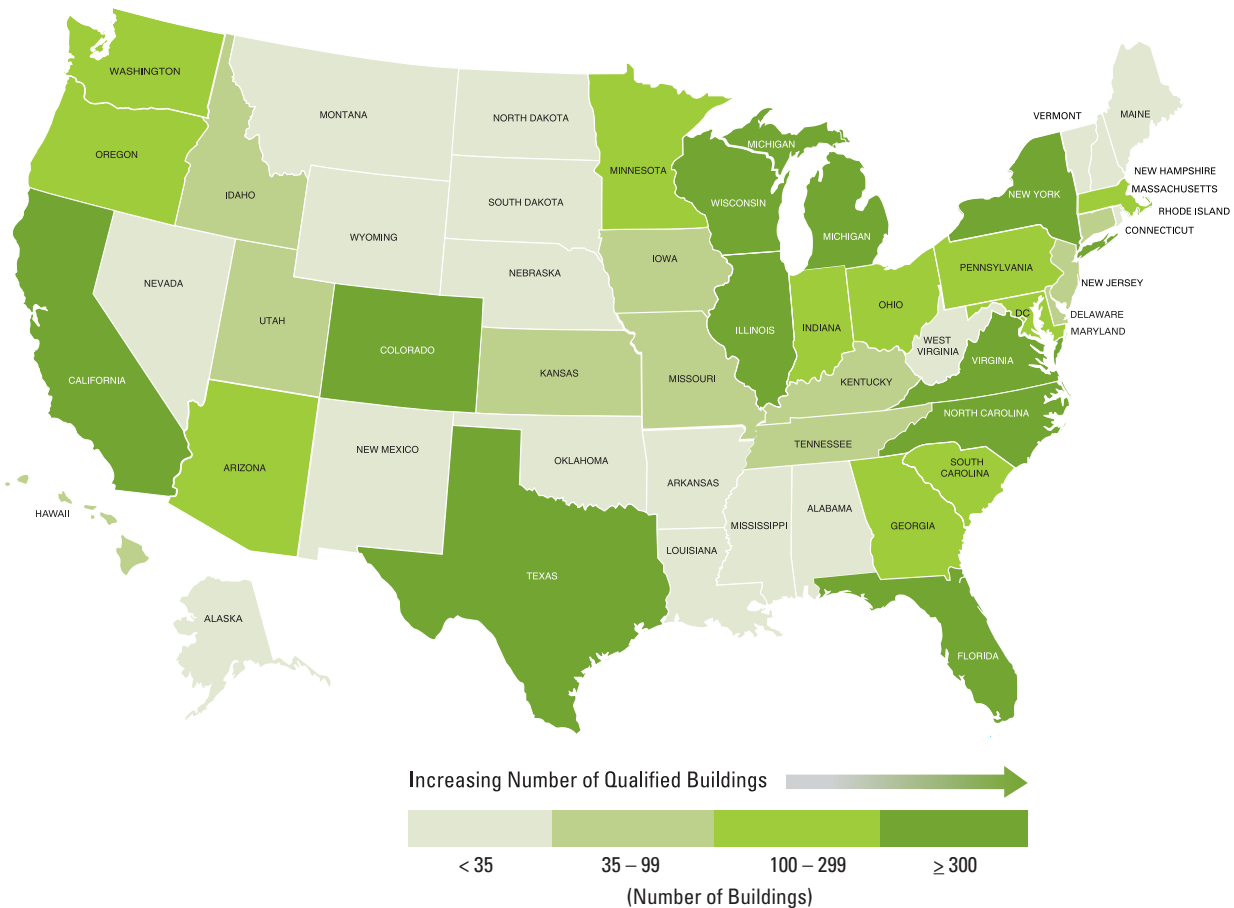 WASHINGTON
MONTANA
NORTH DAKOTA
MINNESOTA
MICHIGAN
VERMONT
MAINE
OREGON
IDAHO
SOUTH DAKOTA
WISCONSIN
MICHIGAN
NEW YORK
NEW HAMPSHIRE
MASSACHUSETTS
RHODE ISLAND
CONNECTICUT
WYOMING
NEBRASKA
IOWA
PENNSYLVANIA
NEW JERSEY
NEVADA
UTAH
COLORADO
ILLINOIS
INDIANA
OHIO
DC
DELAWARE
MARYLAND
WEST
VIRGINIA
VIRGINIA
CALIFORNIA
KANSAS
MISSOURI
KENTUCKY
NORTH CAROLINA
TENNESSEE
ARIZONA
NEW MEXICO
OKLAHOMA
ARKANSAS
SOUTH
CAROLINA
HAWAII
MISSISSIPPI
ALABAMA
GEORGIA
LOUISIANA
TEXAS
ALASKA
FLORIDA
Increasing Number of Qualified Buildings
< 35
35 – 99
100 – 299
≥ 300
(Number of Buildings)